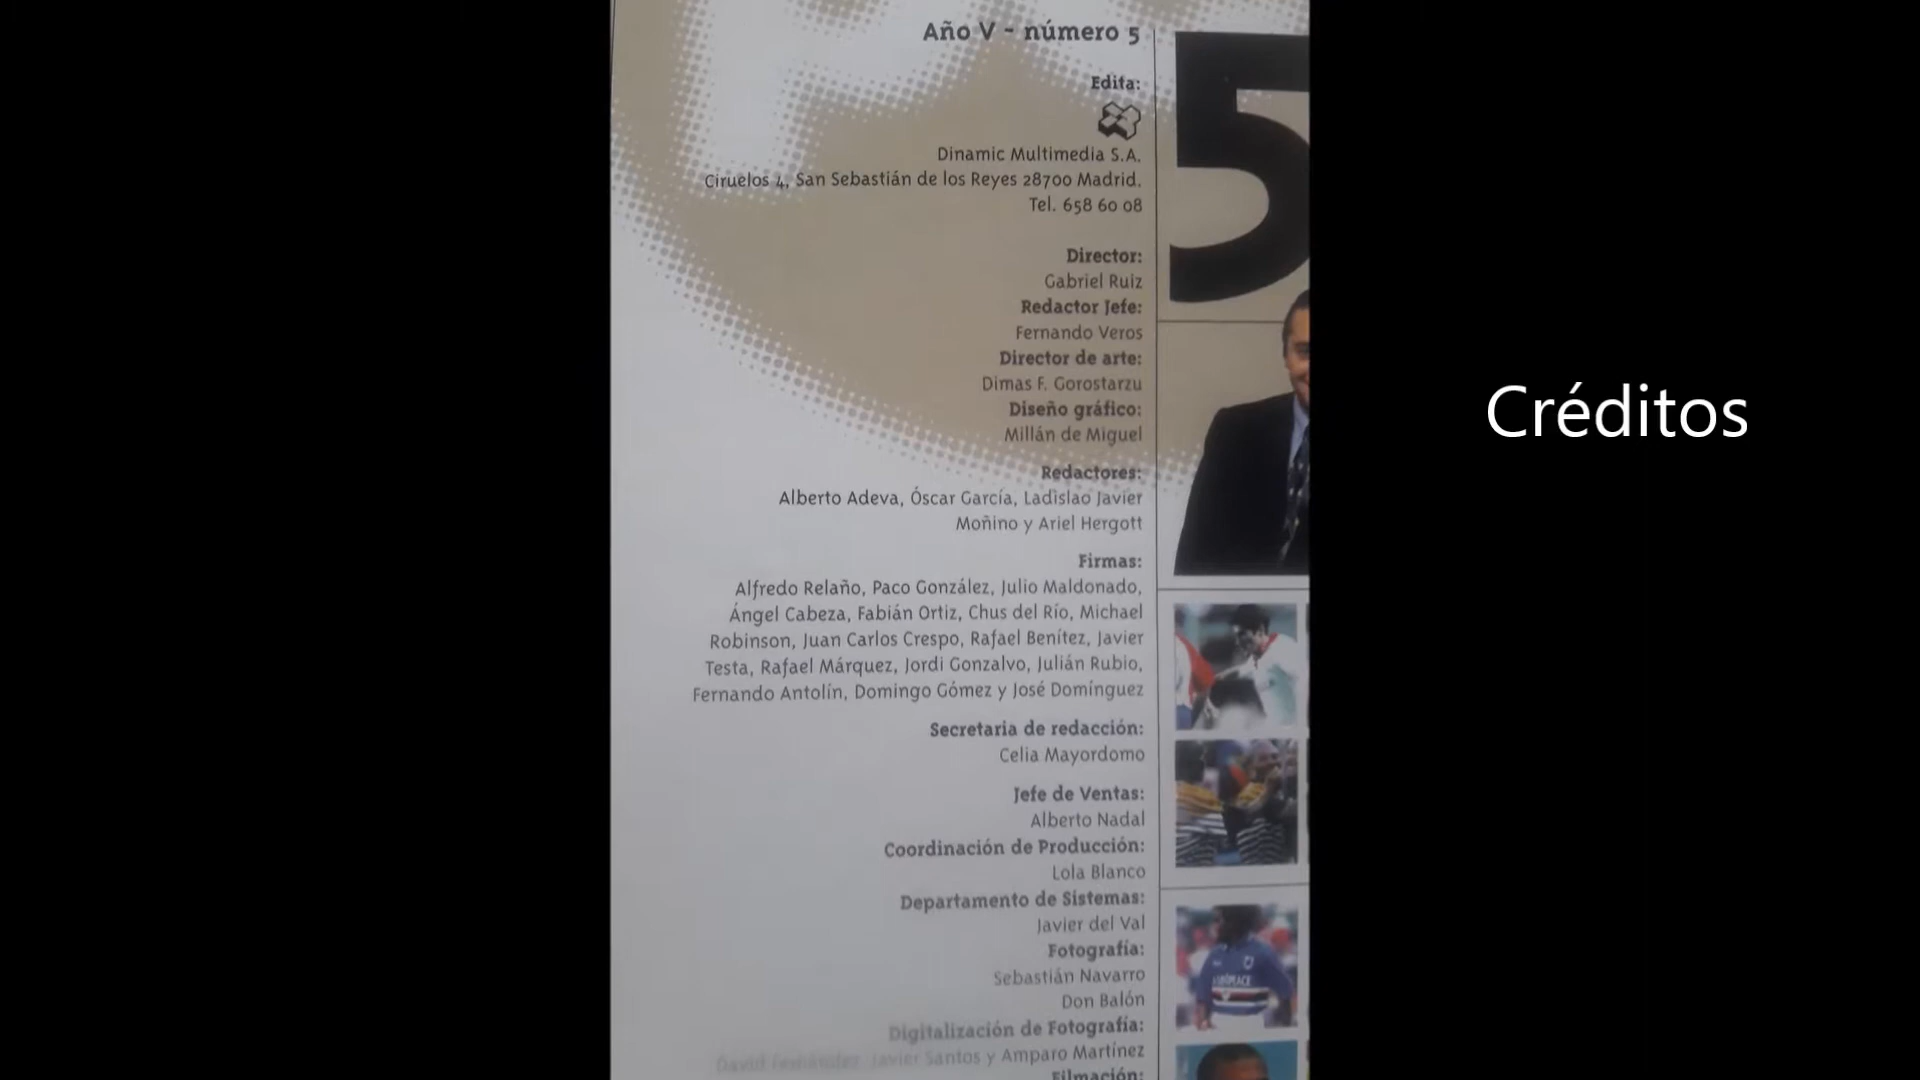 Año V - número 5
5
Edita:
Dinamic Multimedia S.A.
Ciruelos 4, San Sebastián de los Reyes 28700 Madrid.
Tel. 658 60 08
Director:
Gabriel Ruiz
Redactor Jefe:
Fernando Veros
Director de arte:
Dimas F. Gorostarzu
Diseño gráfico:
Millán de Miguel
Redactores:
Alberto Adeva, Óscar García, Ladislao Javier
Moñino y Ariel Hergott
Firmas:
Alfredo Relaño, Paco González, Julio Maldonado,
Ángel Cabeza, Fabián Ortiz, Chus del Río, Michael
Robinson, Juan Carlos Crespo, Rafael Benítez, Javier
Testa, Rafael Márquez, Jordi Gonzalvo, Julián Rubio,
Fernando Antolín, Domingo Gómez y José Domínguez
Secretaria de redacción:
Celia Mayordomo
Jefe de Ventas:
Alberto Nadal
Coordinación de Producción:
Lola Blanco
Departamento de Sistemas:
Javier del Val
Fotografía:
Sebastián Navarro
Don Balón
Digitalización de Fotografía:
David Fernández, Javier Santos y Amparo Martínez
Filmación:
Créditos